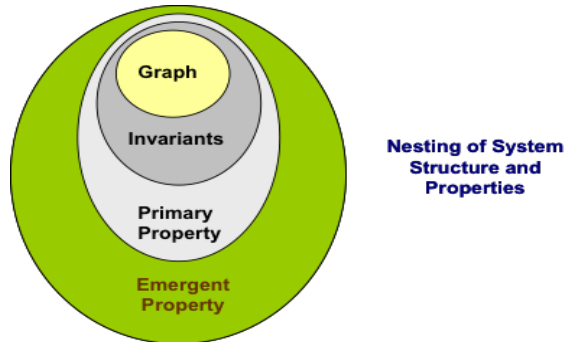 Graph
Invariants
Primary
Property
Emergent
Property
Nesting of System
Structure and
Properties